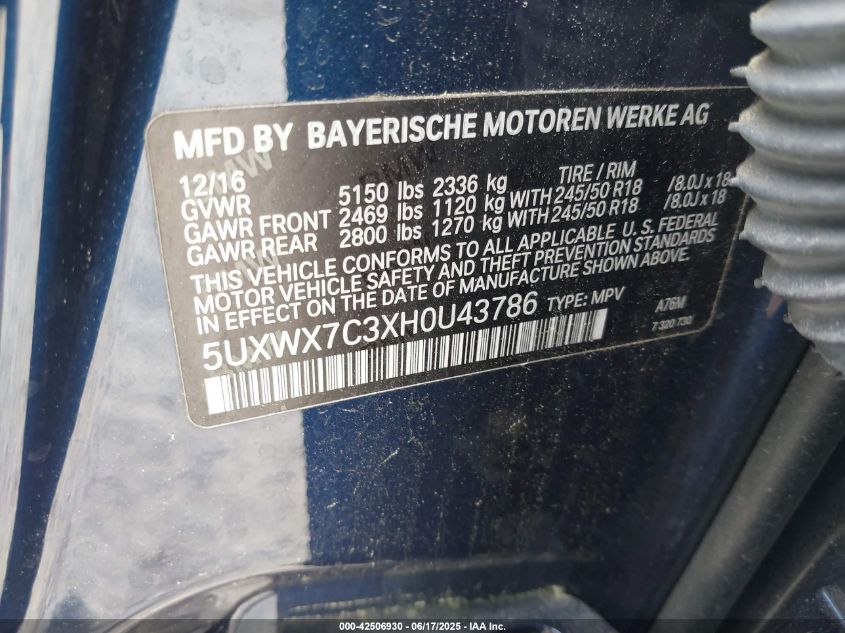 MFD BY BAYERISCHE MOTOREN WERKE AG
12/16 TIRE / RIM
GVWR 5150 lbs 2336 kg
GAWR FRONT 2469 lbs 1120 kg WITH 245/50 R18 /8.0J x 18
GAWR REAR 2800 lbs 1270 kg WITH 245/50 R18 /8.0J x 18
THIS VEHICLE CONFORMS TO ALL APPLICABLE U. S. FEDERAL
MOTOR VEHICLE SAFETY AND THEFT PREVENTION STANDARDS
IN EFFECT ON THE DATE OF MANUFACTURE SHOWN ABOVE.
5UXWX7C3XH0U43786 TYPE: MPV A76M
7 320 730
000-42506930 - 06/17/2025 - IAA Inc.